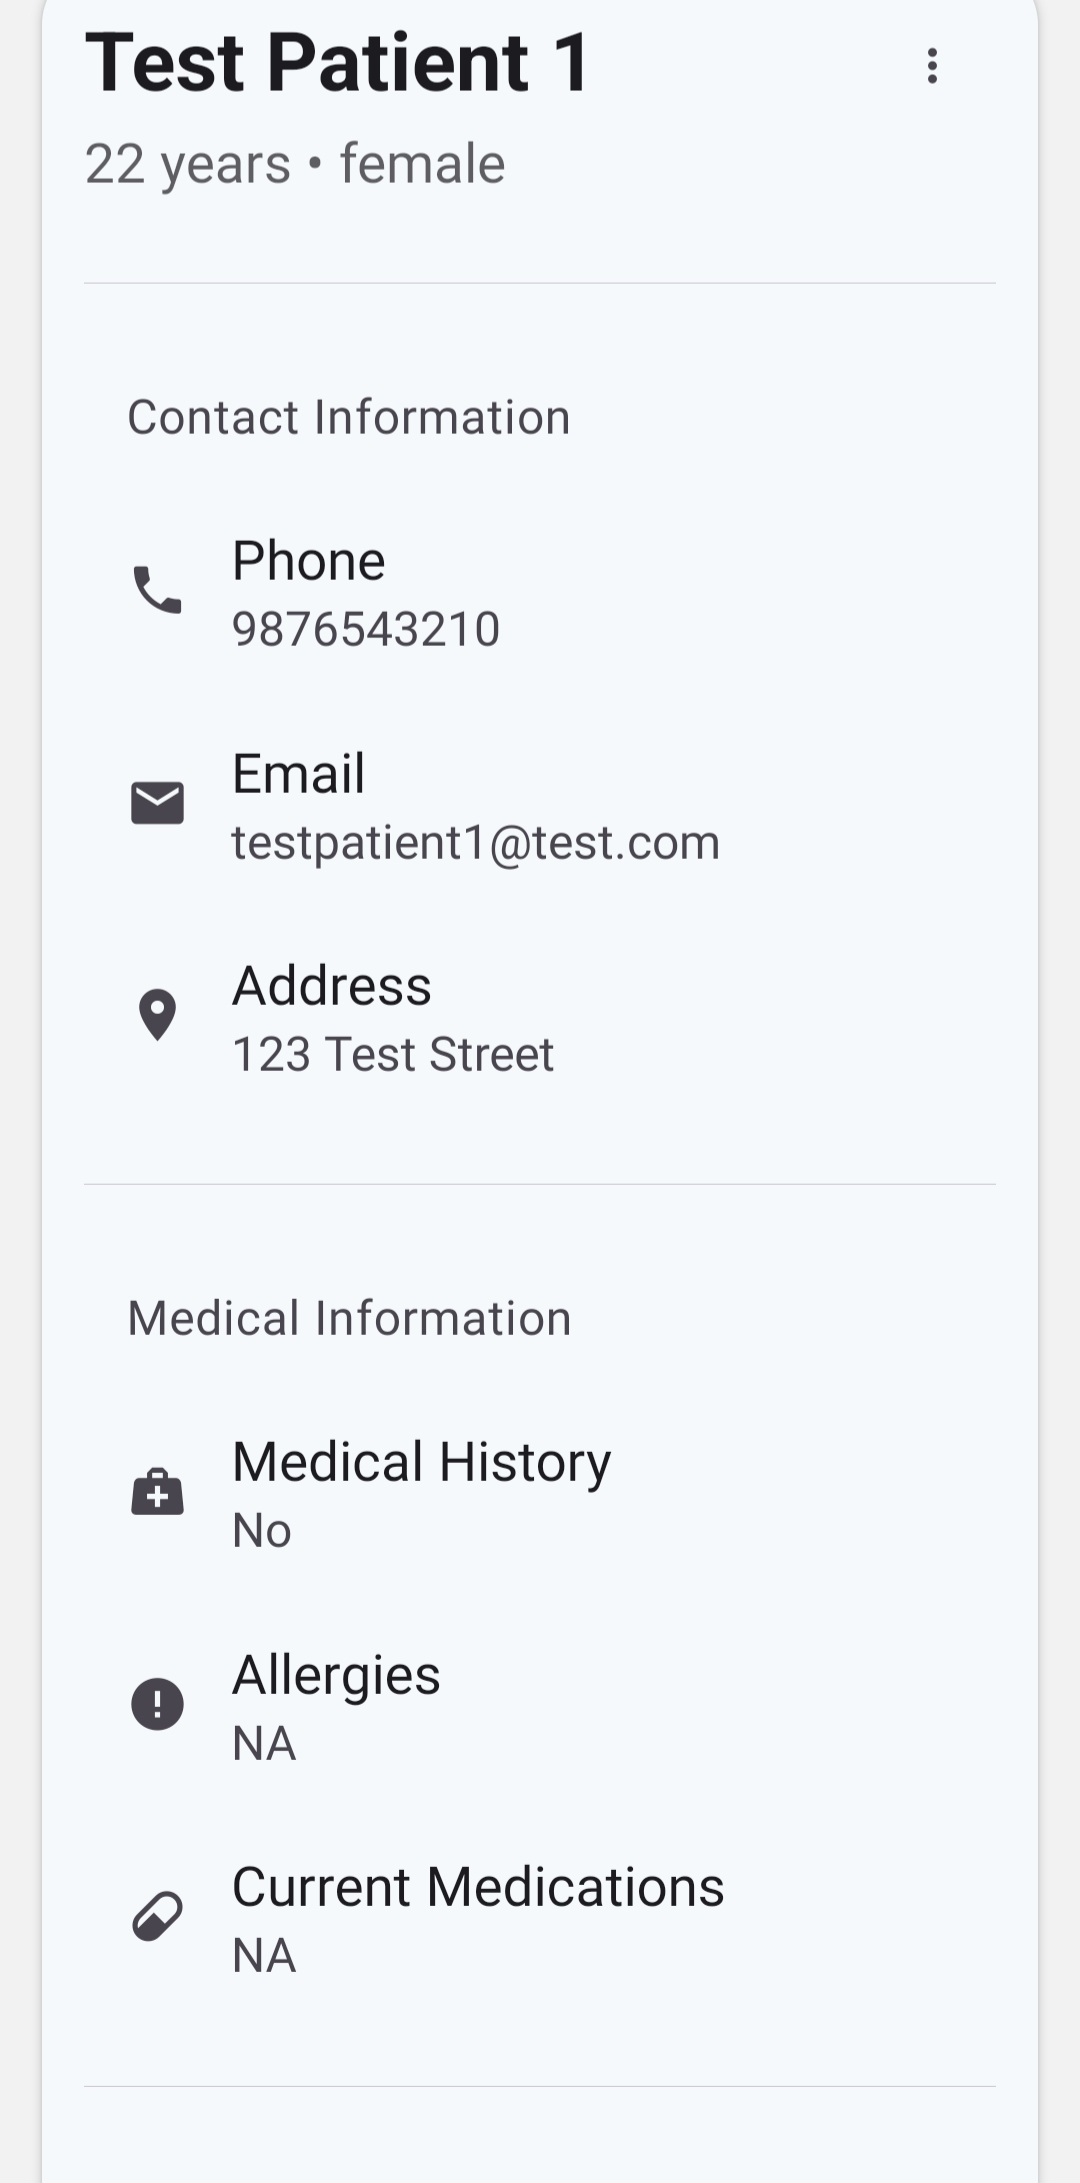 Test Patient 1
22 years • female
Contact Information
Phone
9876543210
Email
testpatient1@test.com
Address
123 Test Street
Medical Information
Medical History
No
Allergies
NA
Current Medications
NA